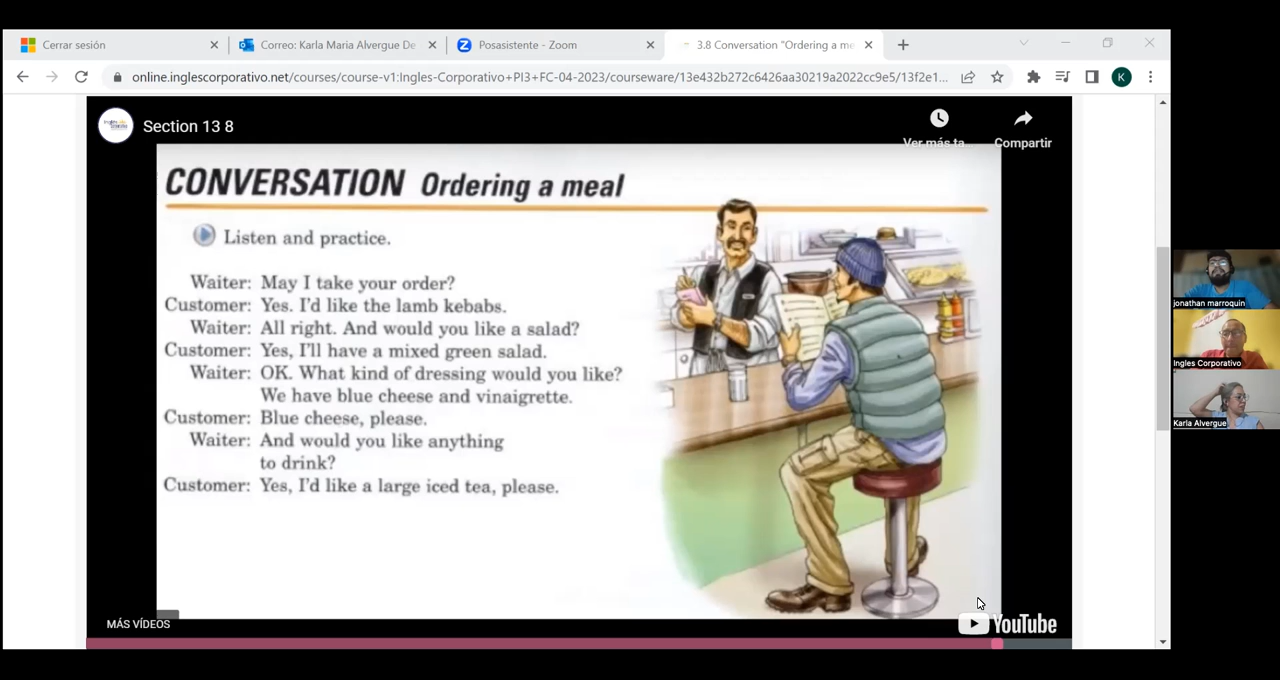 Cerrar sesión
Correo: Karla Maria Alvergue De
Posasistente - Zoom
3.8 Conversation "Ordering a me
online.inglescorporativo.net/courses/course-v1:Ingles-Corporativo+PI3+FC-04-2023/courseware/13e432b272c6426aa30219a2022cc9e5/13f2e1...
K
Section 13 8
Ver más ta
Compartir
CONVERSATION Ordering a meal
Listen and practice.
Waiter: May I take your order?
Customer: Yes. I'd like the lamb kebabs.
Waiter: All right. And would you like a salad?
Customer: Yes, I'll have a mixed green salad.
Waiter: OK. What kind of dressing would you like?
We have blue cheese and vinaigrette.
Customer: Blue cheese, please.
Waiter: And would you like anything
to drink?
Customer: Yes, I'd like a large iced tea, please.
MÁS VÍDEOS
YouTube
jonathan marroquin
Ingles Corporativo
Karla Alvergue